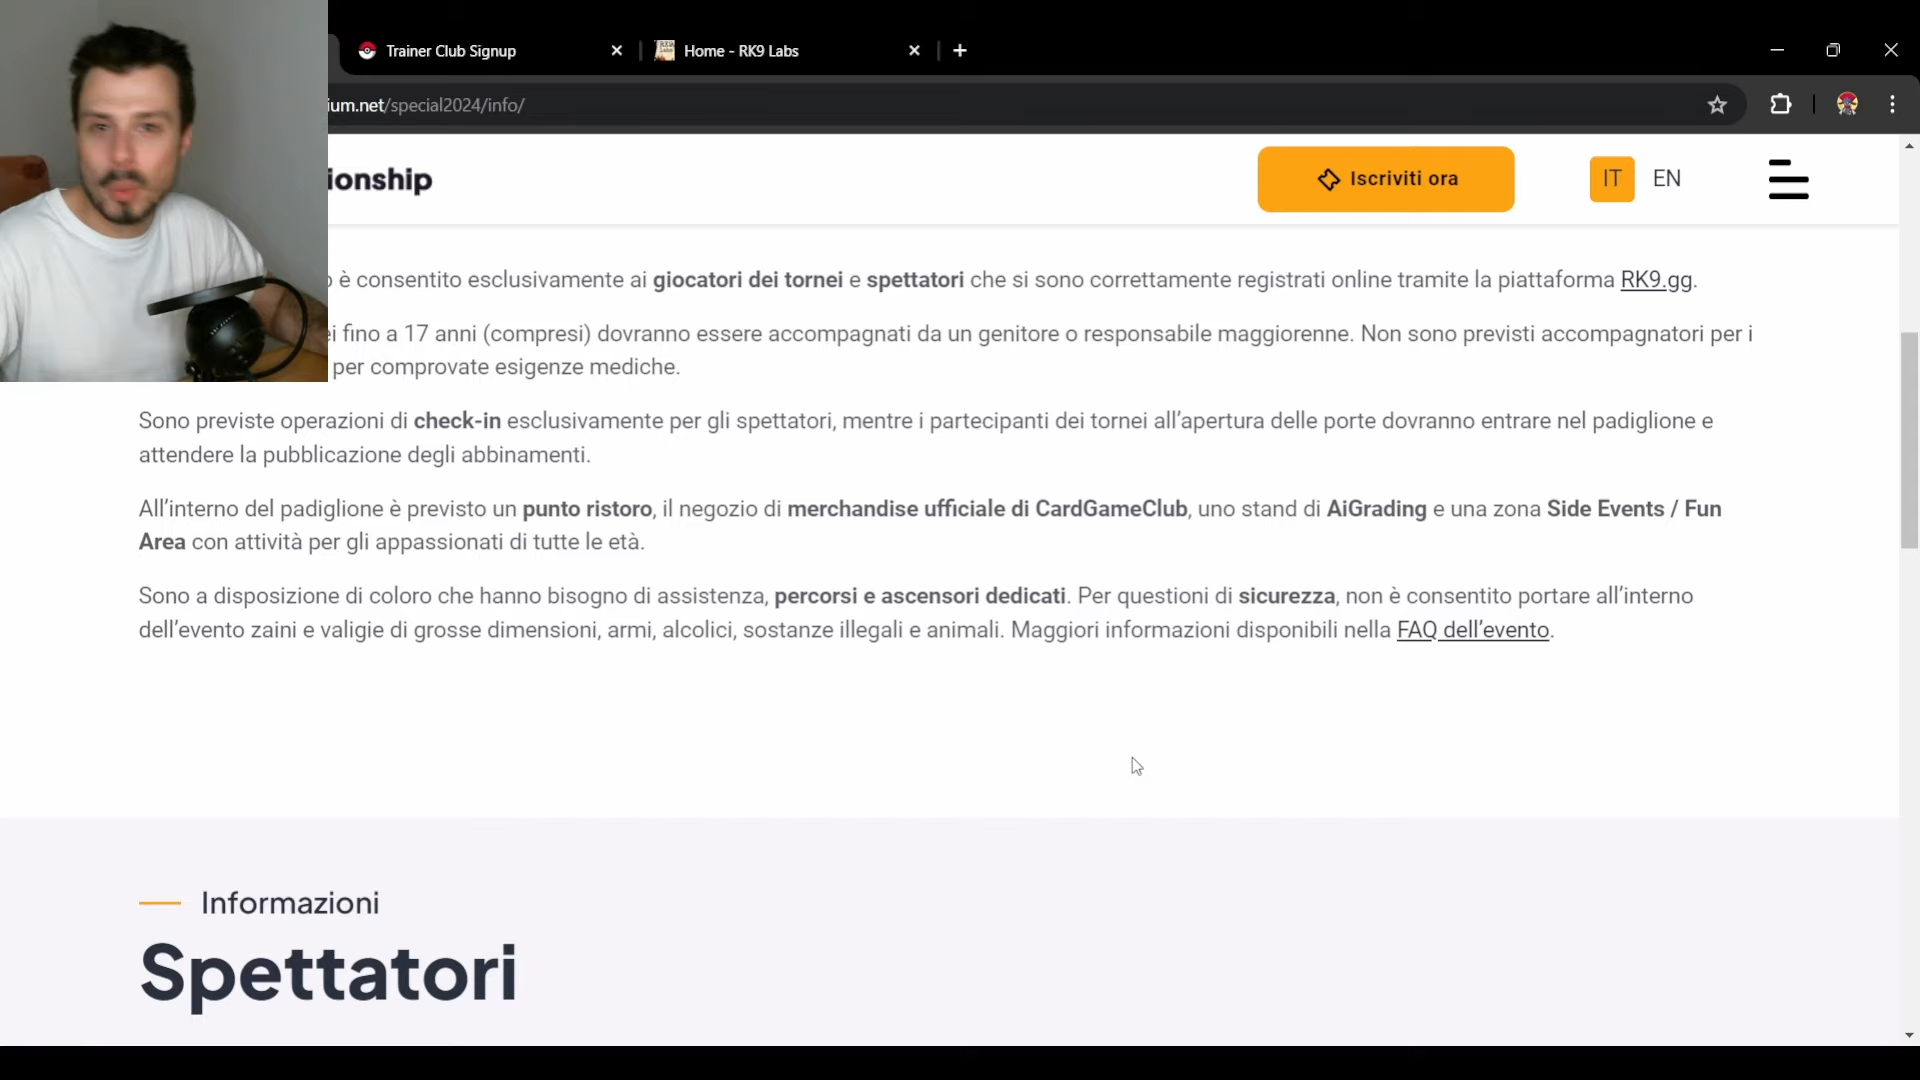 Trainer Club Signup
Home - RK9 Labs
ium.net/special2024/info/
ionship
Iscriviti ora
IT
EN
è consentito esclusivamente ai giocatori dei tornei e spettatori che si sono correttamente registrati online tramite la piattaforma RK9.gg.
fino a 17 anni (compresi) dovranno essere accompagnati da un genitore o responsabile maggiorenne. Non sono previsti accompagnatori per i
per comprovate esigenze mediche.
Sono previste operazioni di check-in esclusivamente per gli spettatori, mentre i partecipanti dei tornei all’apertura delle porte dovranno entrare nel padiglione e
attendere la pubblicazione degli abbinamenti.
All’interno del padiglione è previsto un punto ristoro, il negozio di merchandise ufficiale di CardGameClub, uno stand di AiGrading e una zona Side Events / Fun
Area con attività per gli appassionati di tutte le età.
Sono a disposizione di coloro che hanno bisogno di assistenza, percorsi e ascensori dedicati. Per questioni di sicurezza, non è consentito portare all’interno
dell’evento zaini e valigie di grosse dimensioni, armi, alcolici, sostanze illegali e animali. Maggiori informazioni disponibili nella FAQ dell’evento.
Informazioni
Spettatori